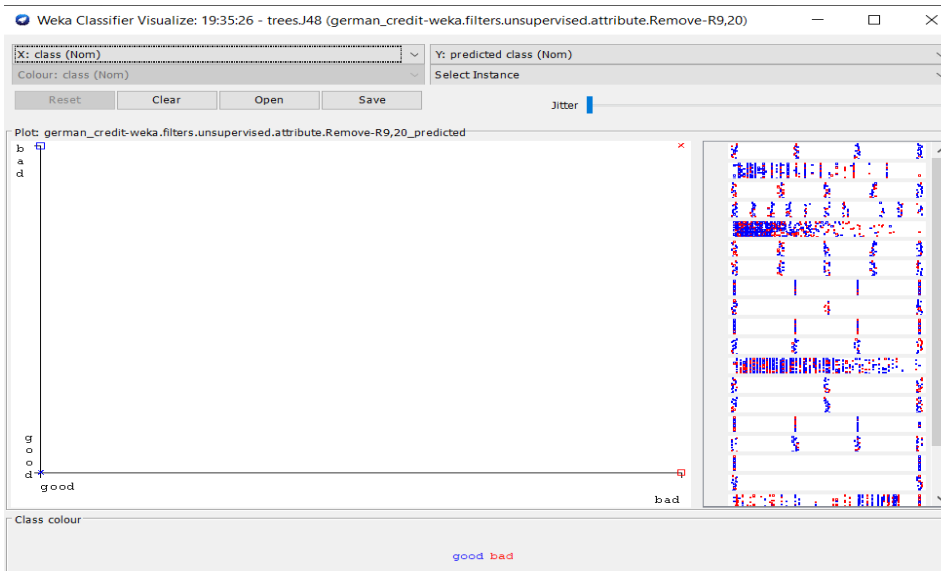 Weka Classifier Visualize: 19:35:26 - trees.J48 (german_credit-weka.filters.unsupervised.attribute.Remove-R9,20)
X: class (Nom)
Y: predicted class (Nom)
Colour: class (Nom)
Select Instance
Reset
Clear
Open
Save
Jitter
Plot: german_credit-weka.filters.unsupervised.attribute.Remove-R9,20_predicted
bad
good
good
bad
Class colour
good bad